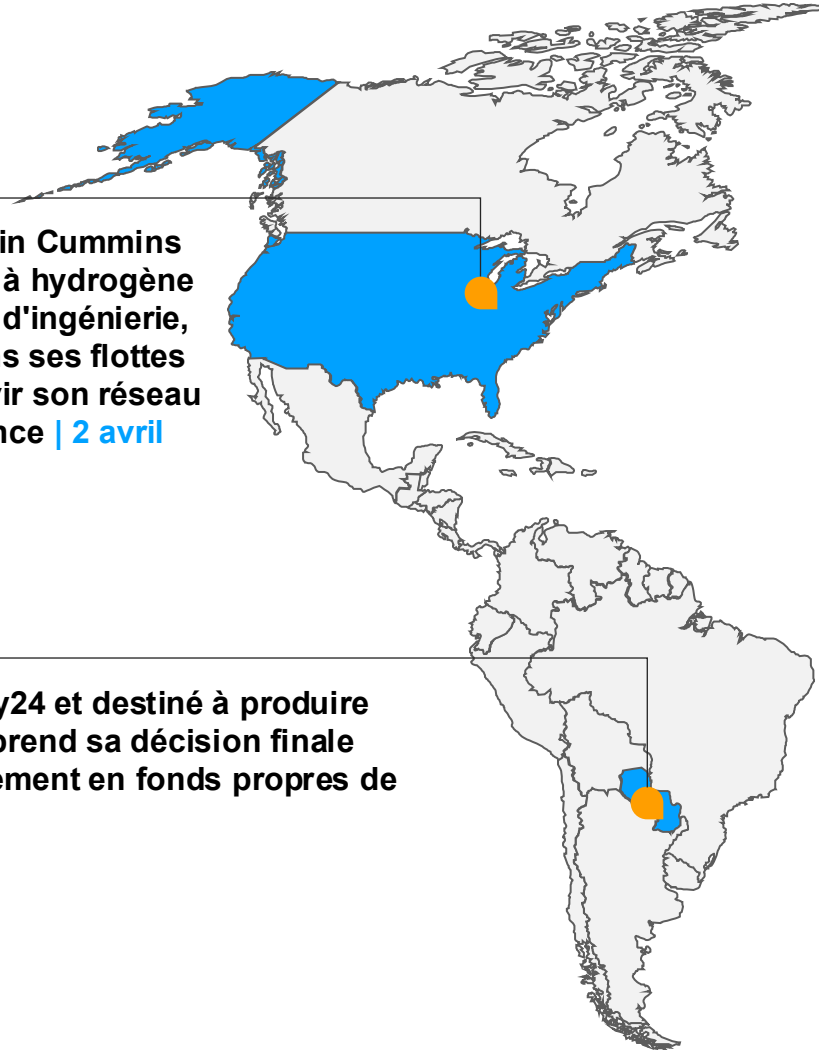 in Cummins
à hydrogène
d'ingénierie,
s ses flottes
vir son réseau
nce | 2 avril
y24 et destiné à produire
prend sa décision finale
ement en fonds propres de